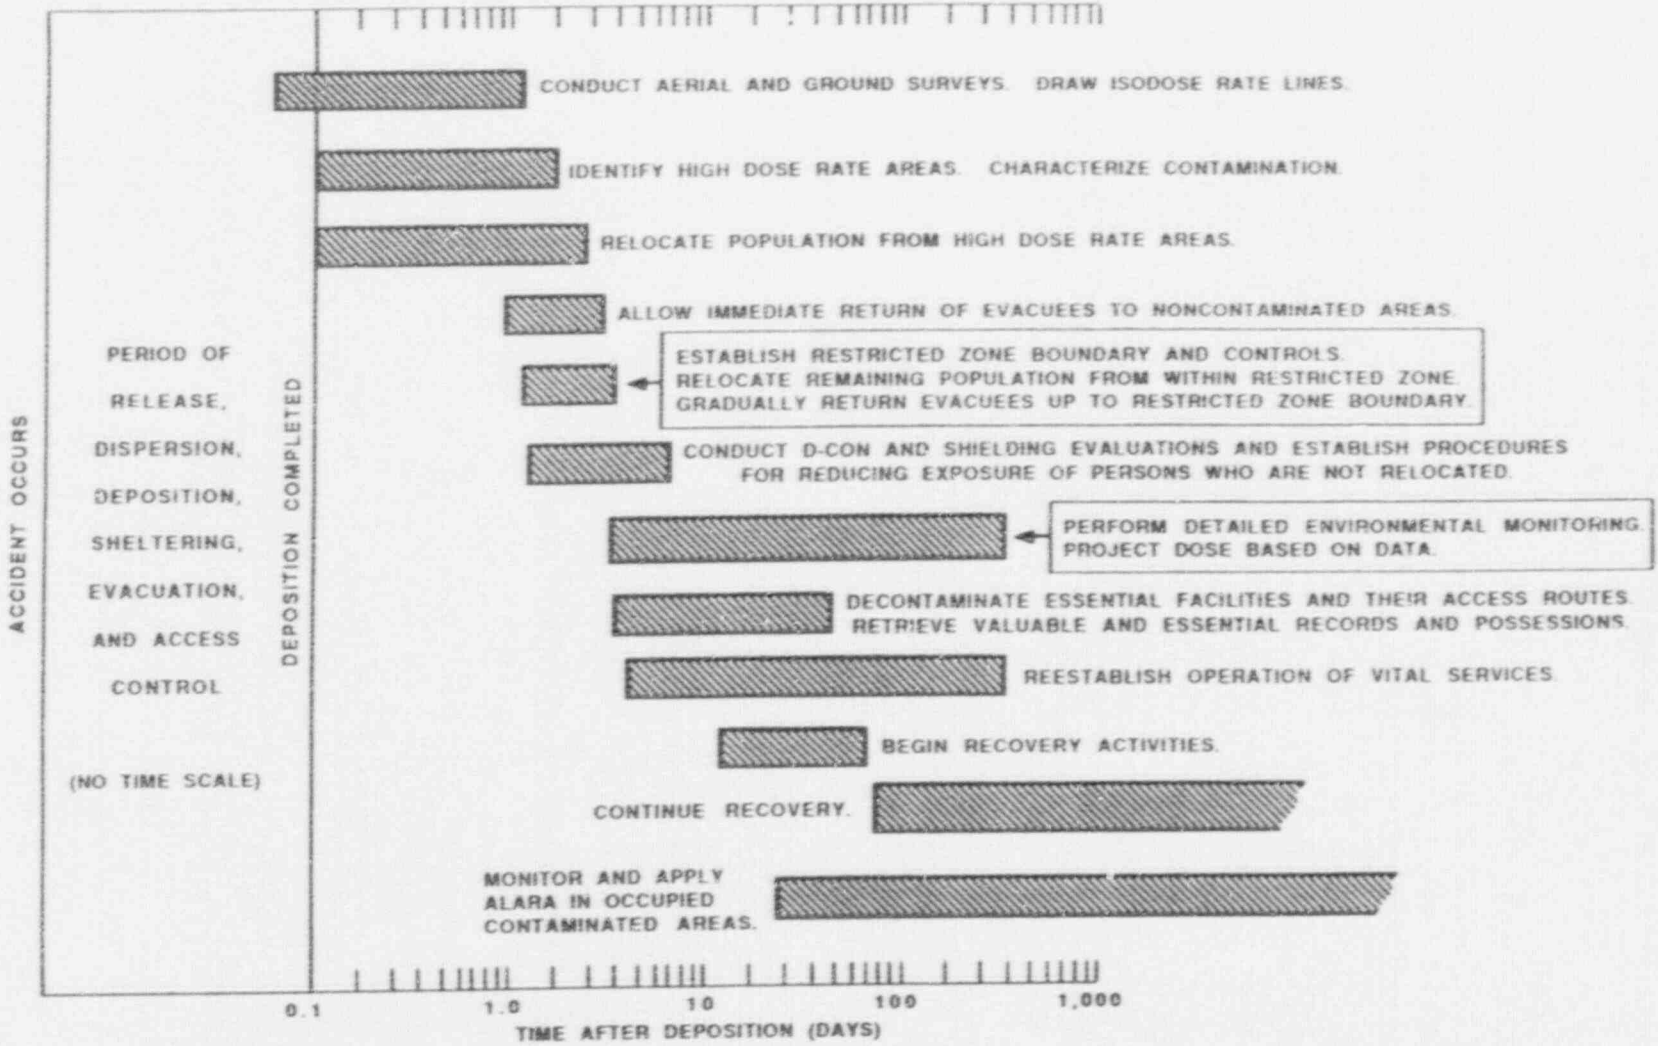 CONDUCT AERIAL AND GROUND SURVEYS. DRAW ISODOSE RATE LINES.
IDENTIFY HIGH DOSE RATE AREAS. CHARACTERIZE CONTAMINATION.
RELOCATE POPULATION FROM HIGH DOSE RATE AREAS.
ALLOW IMMEDIATE RETURN OF EVACUEES TO NONCONTAMINATED AREAS.
ESTABLISH RESTRICTED ZONE BOUNDARY AND CONTROLS.
RELOCATE REMAINING POPULATION FROM WITHIN RESTRICTED ZONE.
GRADUALLY RETURN EVACUEES UP TO RESTRICTED ZONE BOUNDARY.
CONDUCT D-CON AND SHIELDING EVALUATIONS AND ESTABLISH PROCEDURES
FOR REDUCING EXPOSURE OF PERSONS WHO ARE NOT RELOCATED.
PERFORM DETAILED ENVIRONMENTAL MONITORING.
PROJECT DOSE BASED ON DATA.
DECONTAMINATE ESSENTIAL FACILITIES AND THEIR ACCESS ROUTES.
RETRIEVE VALUABLE AND ESSENTIAL RECORDS AND POSSESSIONS.
REESTABLISH OPERATION OF VITAL SERVICES.
BEGIN RECOVERY ACTIVITIES.
CONTINUE RECOVERY.
MONITOR AND APPLY
ALARA IN OCCUPIED
CONTAMINATED AREAS.
ACCIDENT OCCURS
PERIOD OF
RELEASE,
DISPERSION,
DEPOSITION,
SHELTERING,
EVACUATION,
AND ACCESS
CONTROL
(NO TIME SCALE)
DEPOSITION COMPLETED
0.1 1.0 10 100 1,000
TIME AFTER DEPOSITION (DAYS)